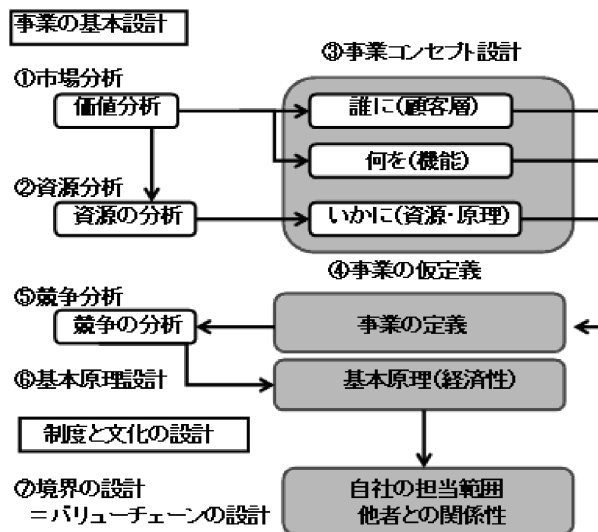 事業の基本設計
③事業コンセプト設計
①市場分析
価値分析
誰に(顧客層)
何を(機能)
②資源分析
資源の分析
いかに(資源・原理)
④事業の仮定義
⑤競争分析
競争の分析
事業の定義
⑥基本原理設計
基本原理(経済性)
制度と文化の設計
⑦境界の設計
=バリューチェーンの設計
自社の担当範囲
他者との関係性